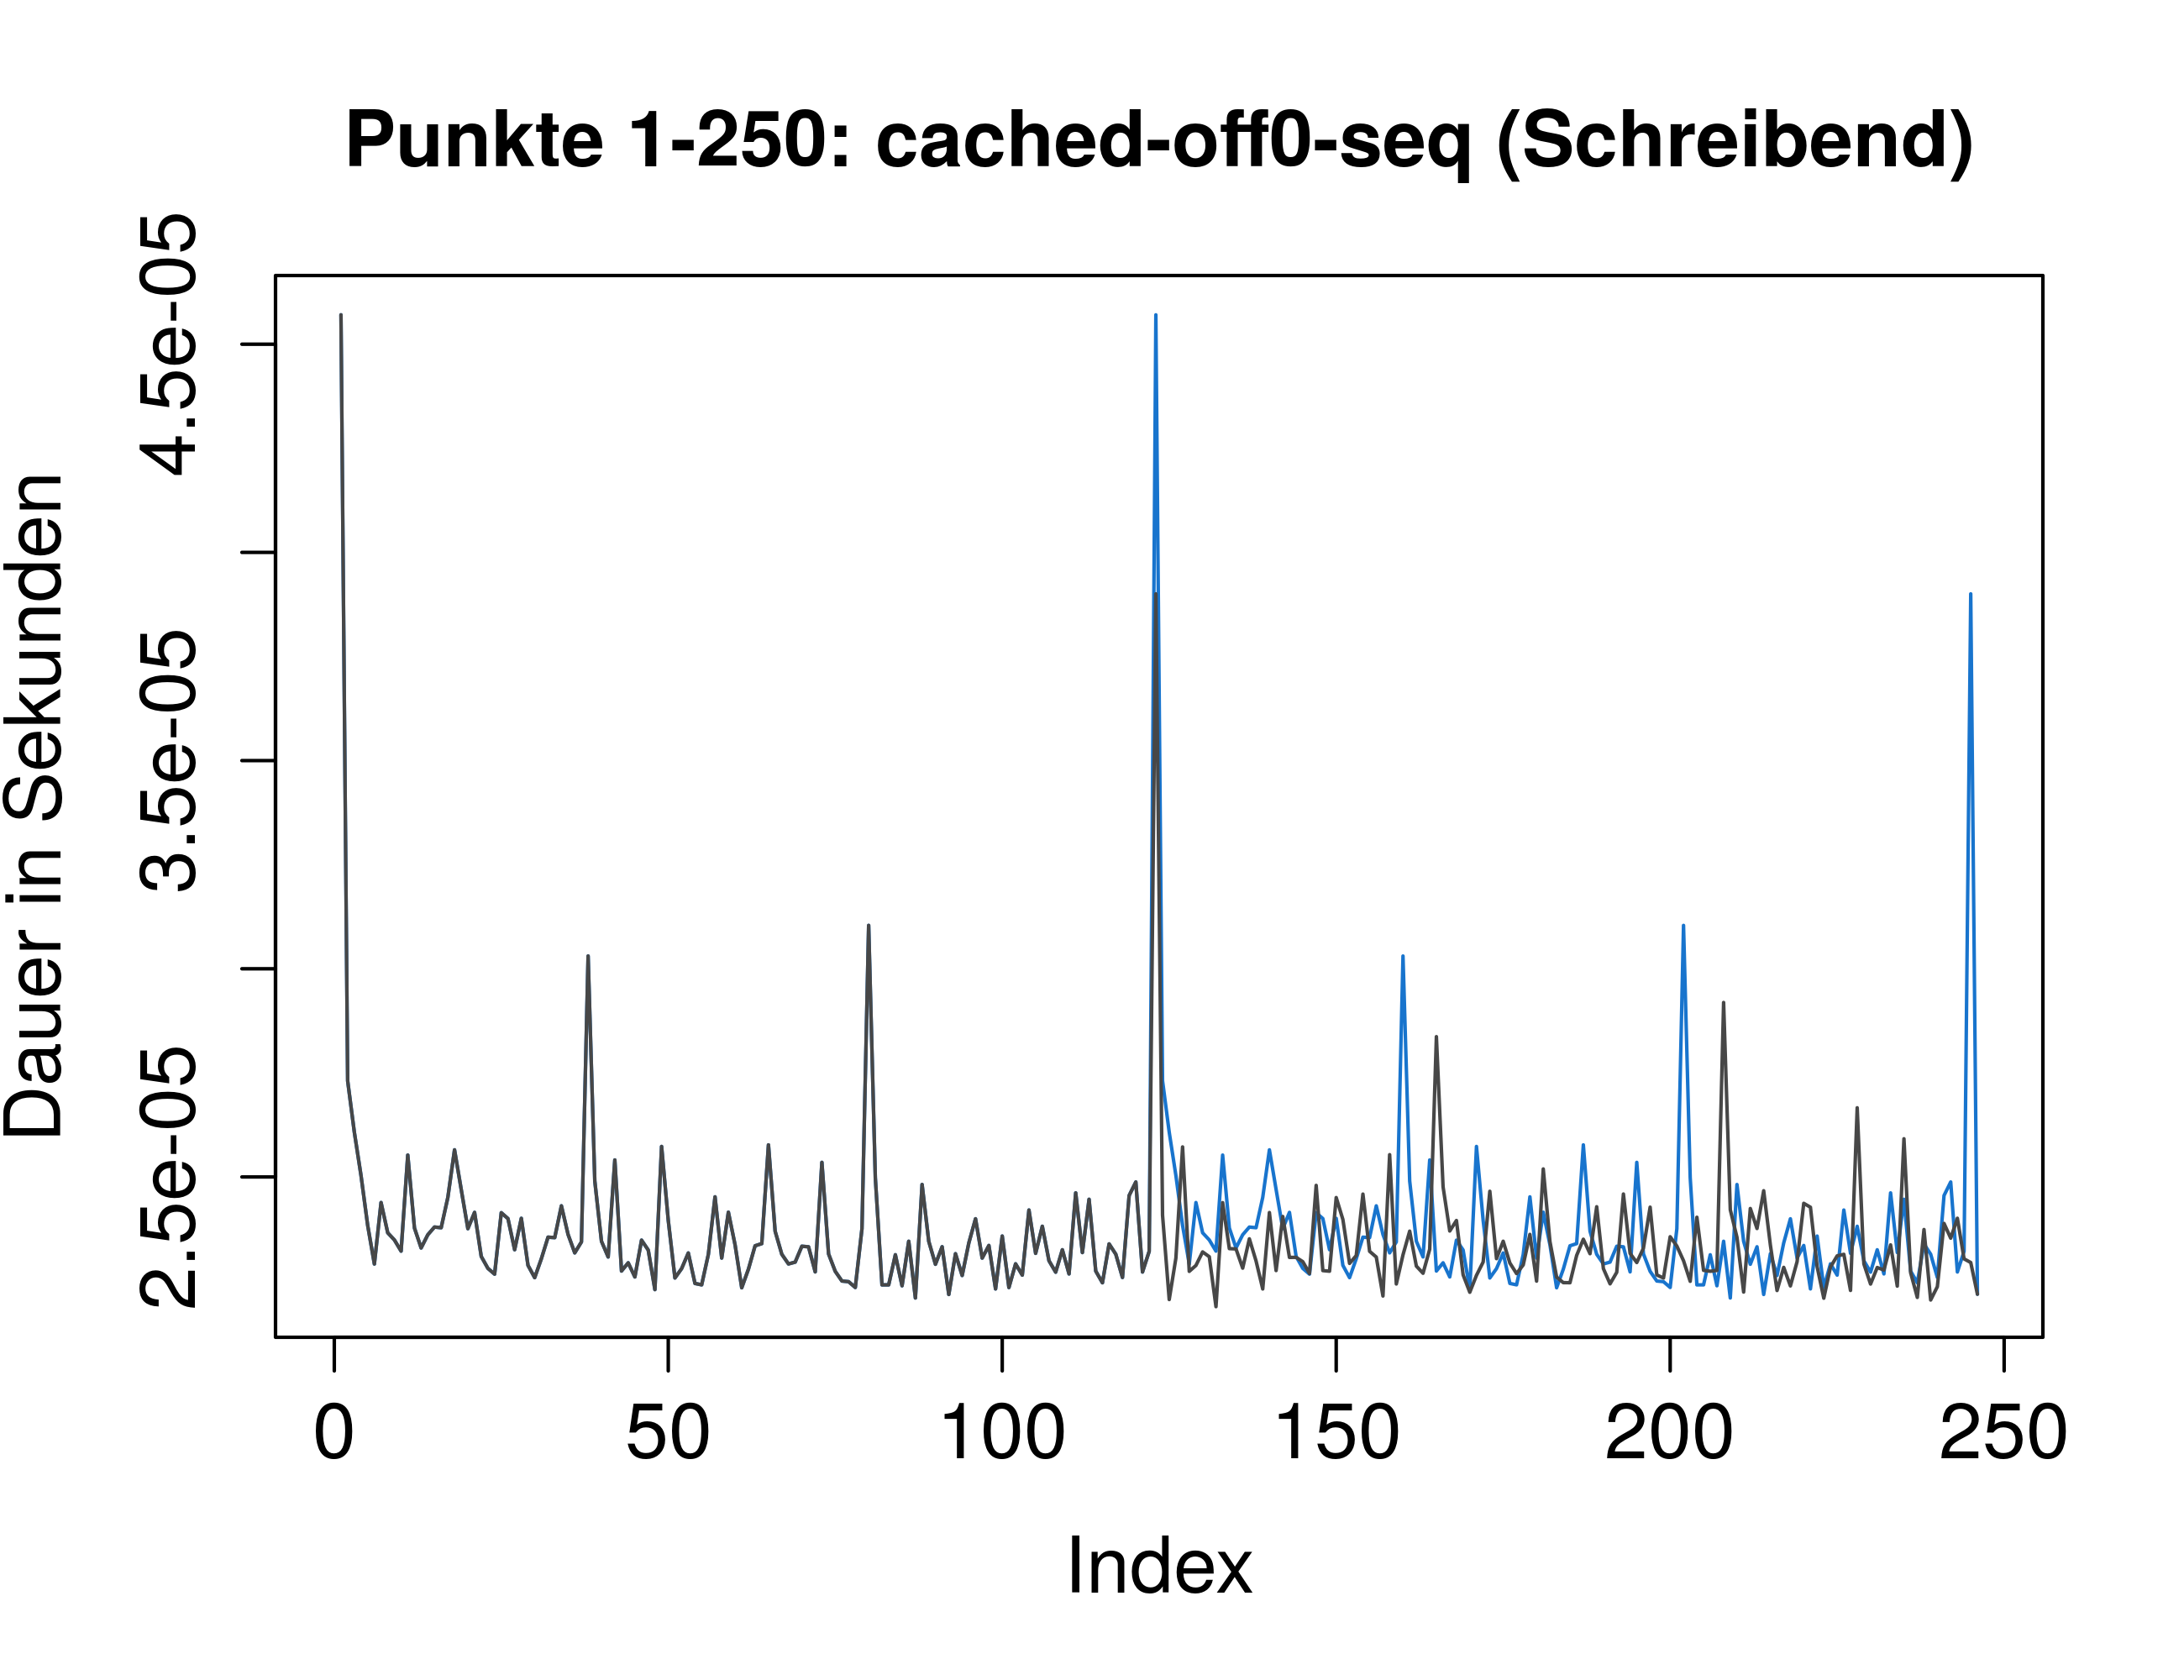 Punkte 1-250: cached-off0-seq (Schreibend)
Dauer in Sekunden
4.5e-05
3.5e-05
2.5e-05
0 50 100 150 200 250
Index